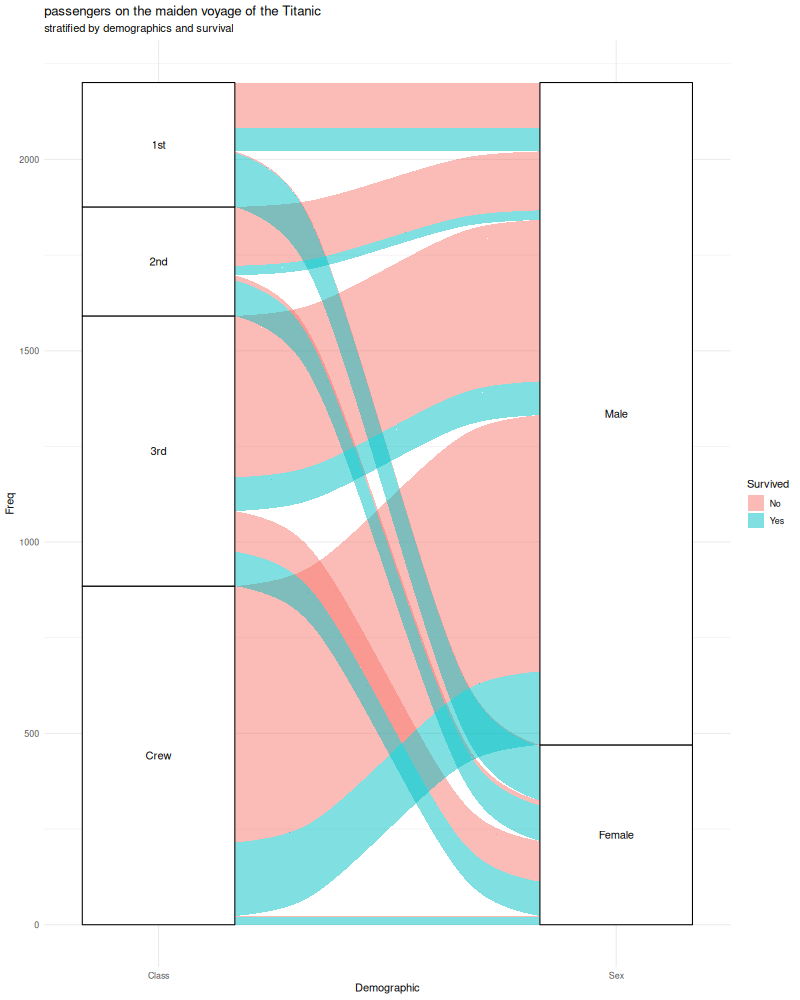 passengers on the maiden voyage of the Titanic
stratified by demographics and survival
2000
1500
1000
500
0
Freq
1st
2nd
3rd
Crew
Male
Female
Survived
No
Yes
Class
Sex
Demographic